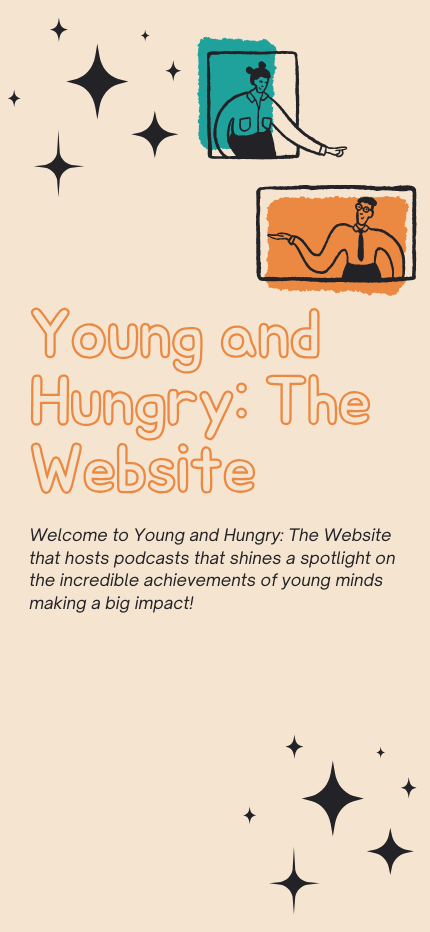 Young and
Hungry: The
Website
Welcome to Young and Hungry: The Website
that hosts podcasts that shines a spotlight on
the incredible achievements of young minds
making a big impact!